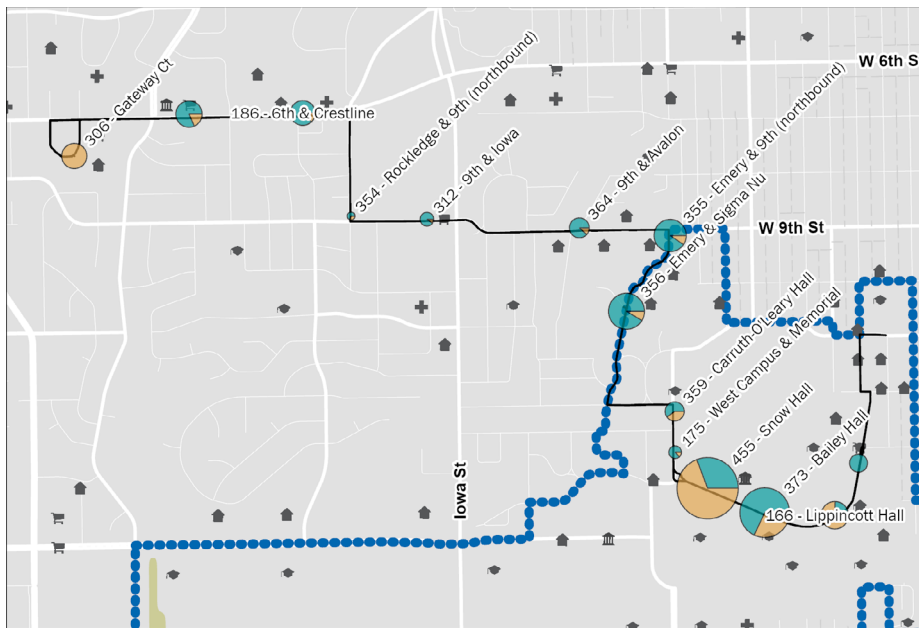 W 6th S
306 - Gateway Ct
186 - 6th & Crestline
354 - Rockledge & 9th (northbound)
312 - 9th & Iowa
364 - 9th & Avalon
355 - Emery & 9th (northbound)
356 - Emery & Sigma Nu
W 9th St
359 - Carruth-O'Leary Hall
175 - West Campus & Memorial
455 - Snow Hall
373 - Bailey Hall
166 - Lippincott Hall
Iowa St